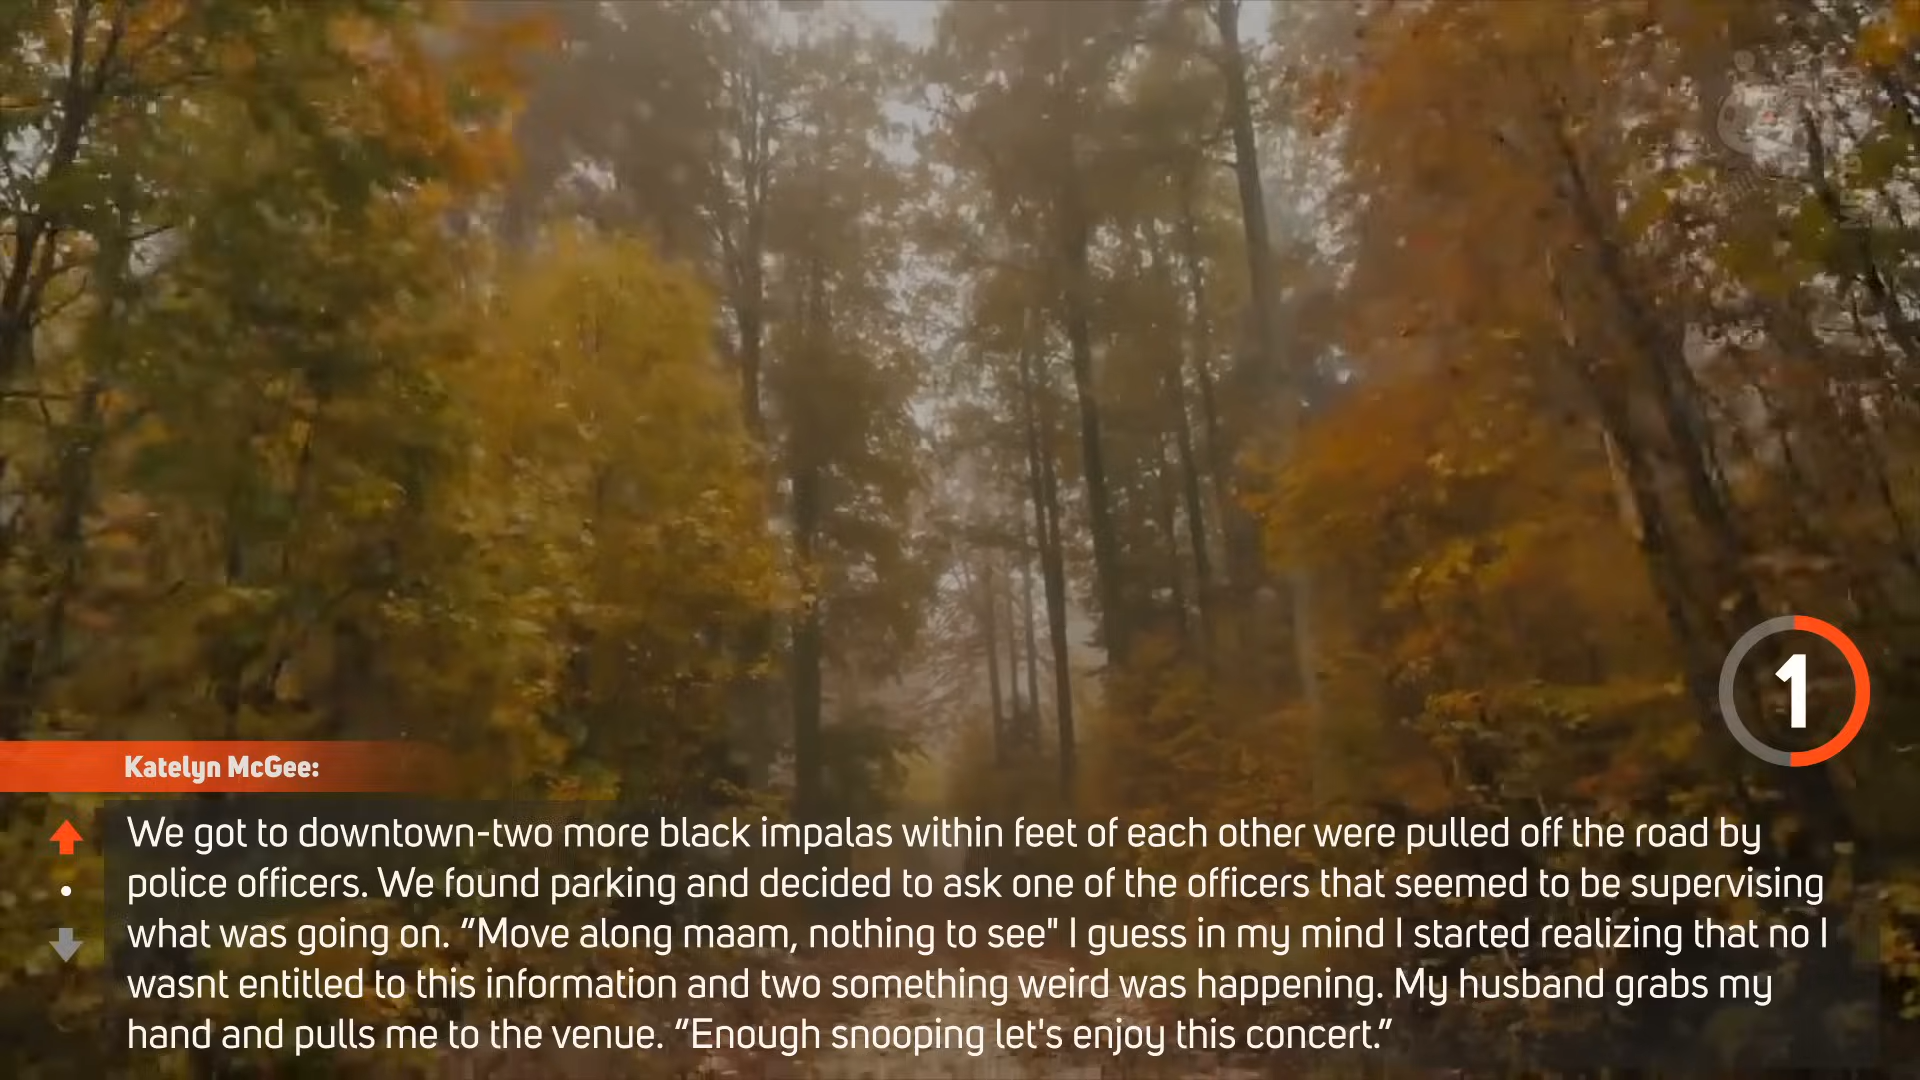 1
Katelyn McGee:
We got to downtown-two more black impalas within feet of each other were pulled off the road by
police officers. We found parking and decided to ask one of the officers that seemed to be supervising
what was going on. “Move along maam, nothing to see" I guess in my mind I started realizing that no I
wasnt entitled to this information and two something weird was happening. My husband grabs my
hand and pulls me to the venue. “Enough snooping let's enjoy this concert.”